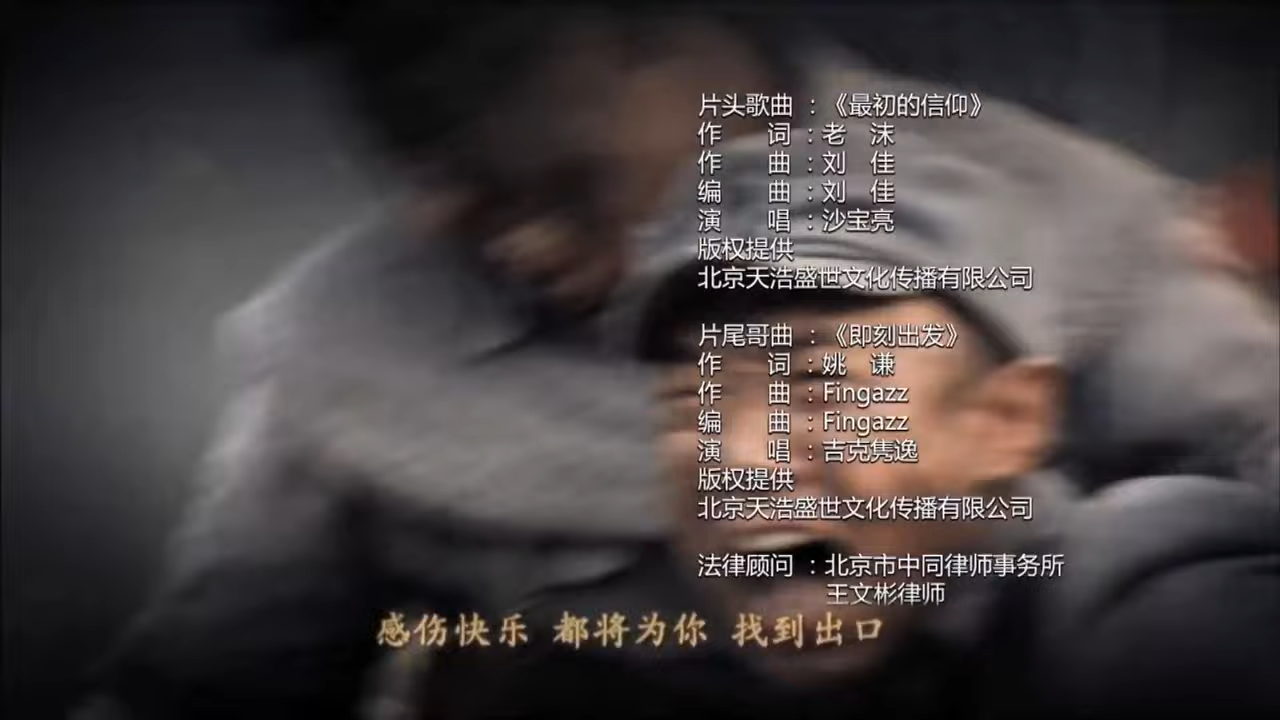 片头歌曲 ：《最初的信仰》
作 词 ：老 沫
作 曲 ：刘 佳
编 曲 ：刘 佳
演 唱 ：沙宝亮
版权提供
北京天浩盛世文化传播有限公司
片尾哥曲 ：《即刻出发》
作 词 ：姚 谦
作 曲 ：Fingazz
编 曲 ：Fingazz
演 唱 ：吉克隽逸
版权提供
北京天浩盛世文化传播有限公司
法律顾问 ：北京市中同律师事务所
王文彬律师
感伤快乐 都将为你 找到出口